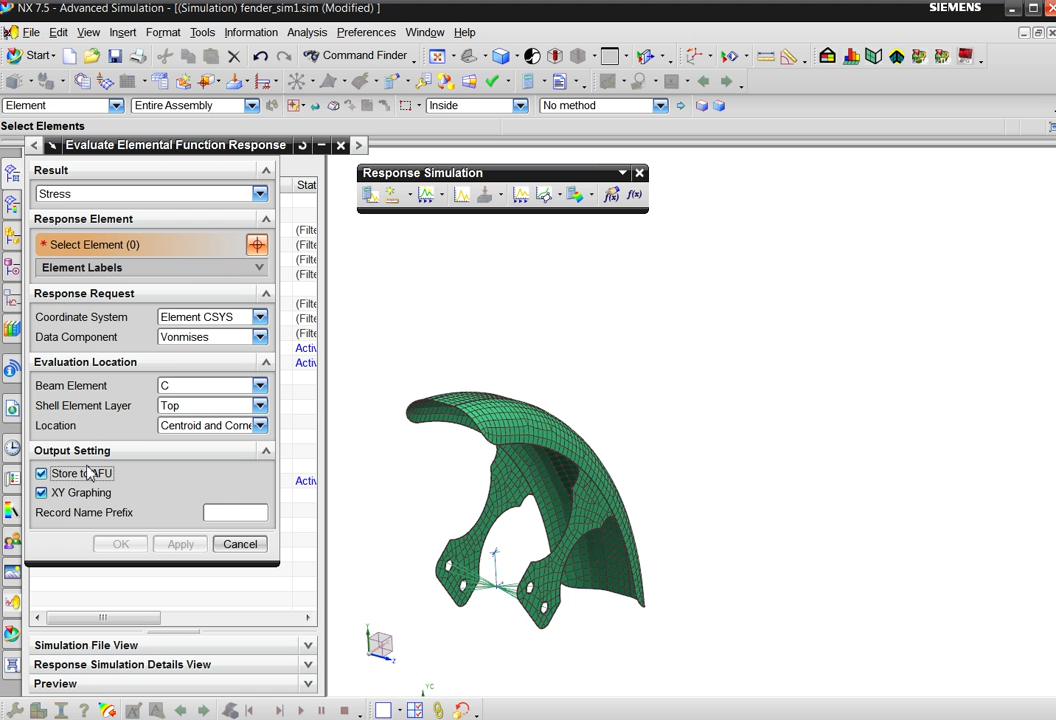 NX 7.5 - Advanced Simulation - [(Simulation) fender_sim1.sim (Modified) ]
SIEMENS
File Edit View Insert Format Tools Information Analysis Preferences Window Help
Start Command Finder
Element Entire Assembly Inside No method
Select Elements
Evaluate Elemental Function Response
Result
Stress
Response Element
* Select Element (0)
Element Labels
Response Request
Coordinate System Element CSYS
Data Component Vonmises
Evaluation Location
Beam Element C
Shell Element Layer Top
Location Centroid and Corne
Output Setting
Store to AFU
XY Graphing
Record Name Prefix
OK Apply Cancel
Stat
(Filte
(Filte
(Filte
(Filte
(Filte
(Filte
(Filte
Activ
Activ
Activ
Simulation File View
Response Simulation Details View
Preview
Response Simulation
f(x) f(x)
Y
Z
YC